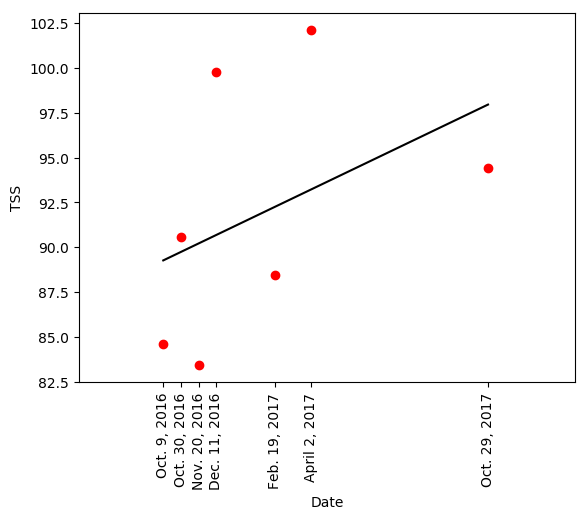 102.5
100.0
97.5
95.0
92.5
90.0
87.5
85.0
82.5
TSS
Oct. 9, 2016
Oct. 30, 2016
Nov. 20, 2016
Dec. 11, 2016
Feb. 19, 2017
April 2, 2017
Oct. 29, 2017
Date